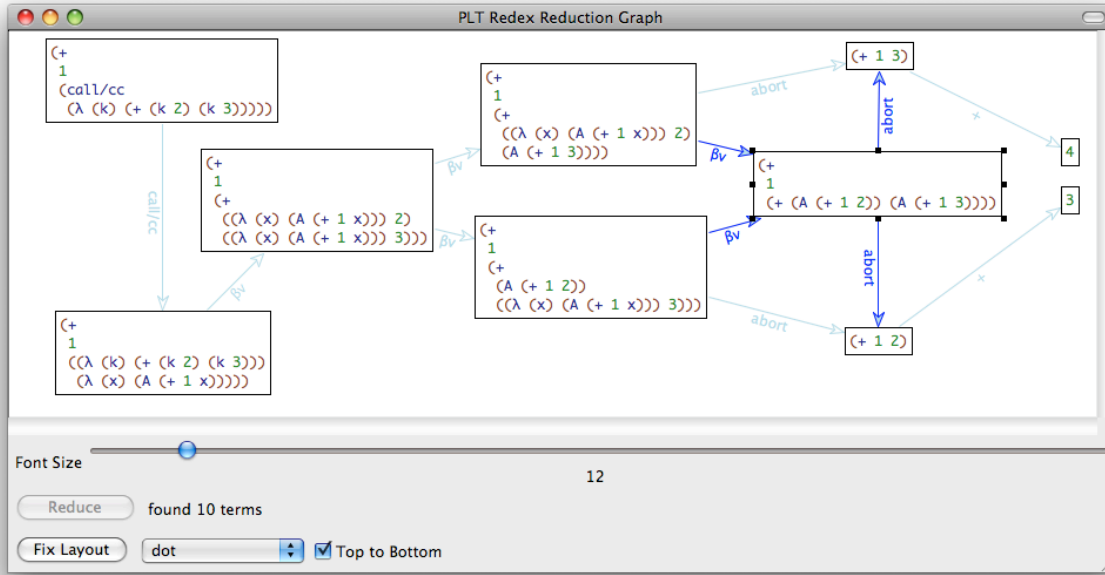 PLT Redex Reduction Graph
(+
1
(call/cc
(λ (k) (+ (k 2) (k 3)))))
call/cc
(+
1
((λ (k) (+ (k 2) (k 3)))
(λ (x) (A (+ 1 x)))))
βv
(+
1
(+
((λ (x) (A (+ 1 x))) 2)
((λ (x) (A (+ 1 x))) 3)))
βv
βv
(+
1
(+
((λ (x) (A (+ 1 x))) 2)
(A (+ 1 3))))
(+
1
(+
(A (+ 1 2))
((λ (x) (A (+ 1 x))) 3)))
abort
βv
βv
abort
(+ 1 3)
abort
(+
1
(+ (A (+ 1 2)) (A (+ 1 3))))
abort
(+ 1 2)
+
+
4
3
Font Size
12
Reduce
found 10 terms
Fix Layout
dot
Top to Bottom